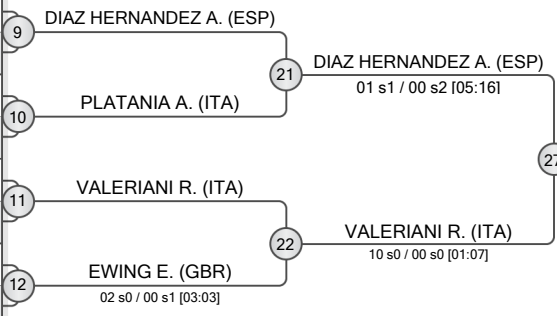 DIAZ HERNANDEZ A. (ESP)
9
21
DIAZ HERNANDEZ A. (ESP)
01 s1 / 00 s2 [05:16]
PLATANIA A. (ITA)
10
27
VALERIANI R. (ITA)
11
22
VALERIANI R. (ITA)
10 s0 / 00 s0 [01:07]
EWING E. (GBR)
12
02 s0 / 00 s1 [03:03]